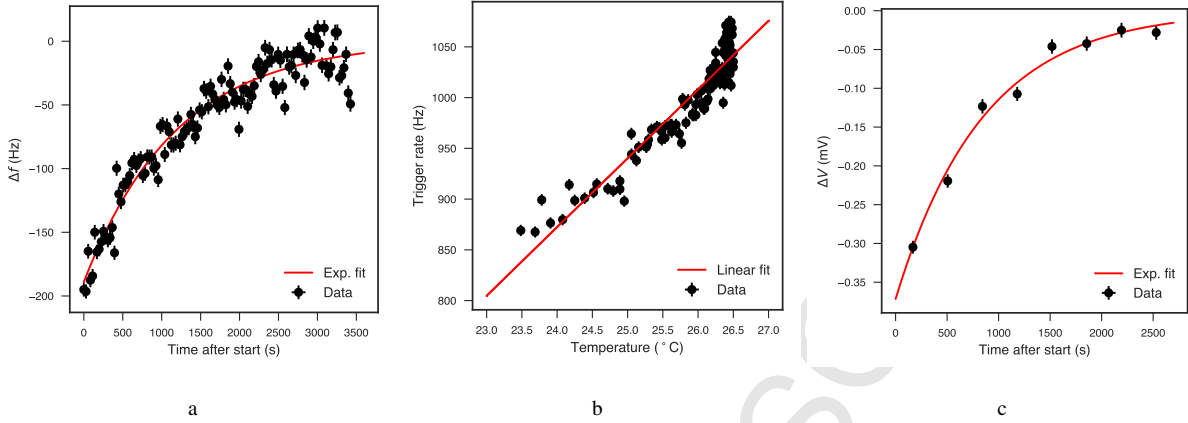 Δf (Hz)
0
−50
−100
−150
−200
0 500 1000 1500 2000 2500 3000 3500
Time after start (s)
Exp. fit
Data
a
Trigger rate (Hz)
1100
1050
1000
950
900
850
800
23.0 23.5 24.0 24.5 25.0 25.5 26.0 26.5 27.0
Temperature (°C)
Linear fit
Data
b
ΔV (mV)
0.00
−0.05
−0.10
−0.15
−0.20
−0.25
−0.30
−0.35
0 500 1000 1500 2000 2500
Time after start (s)
Exp. fit
Data
c